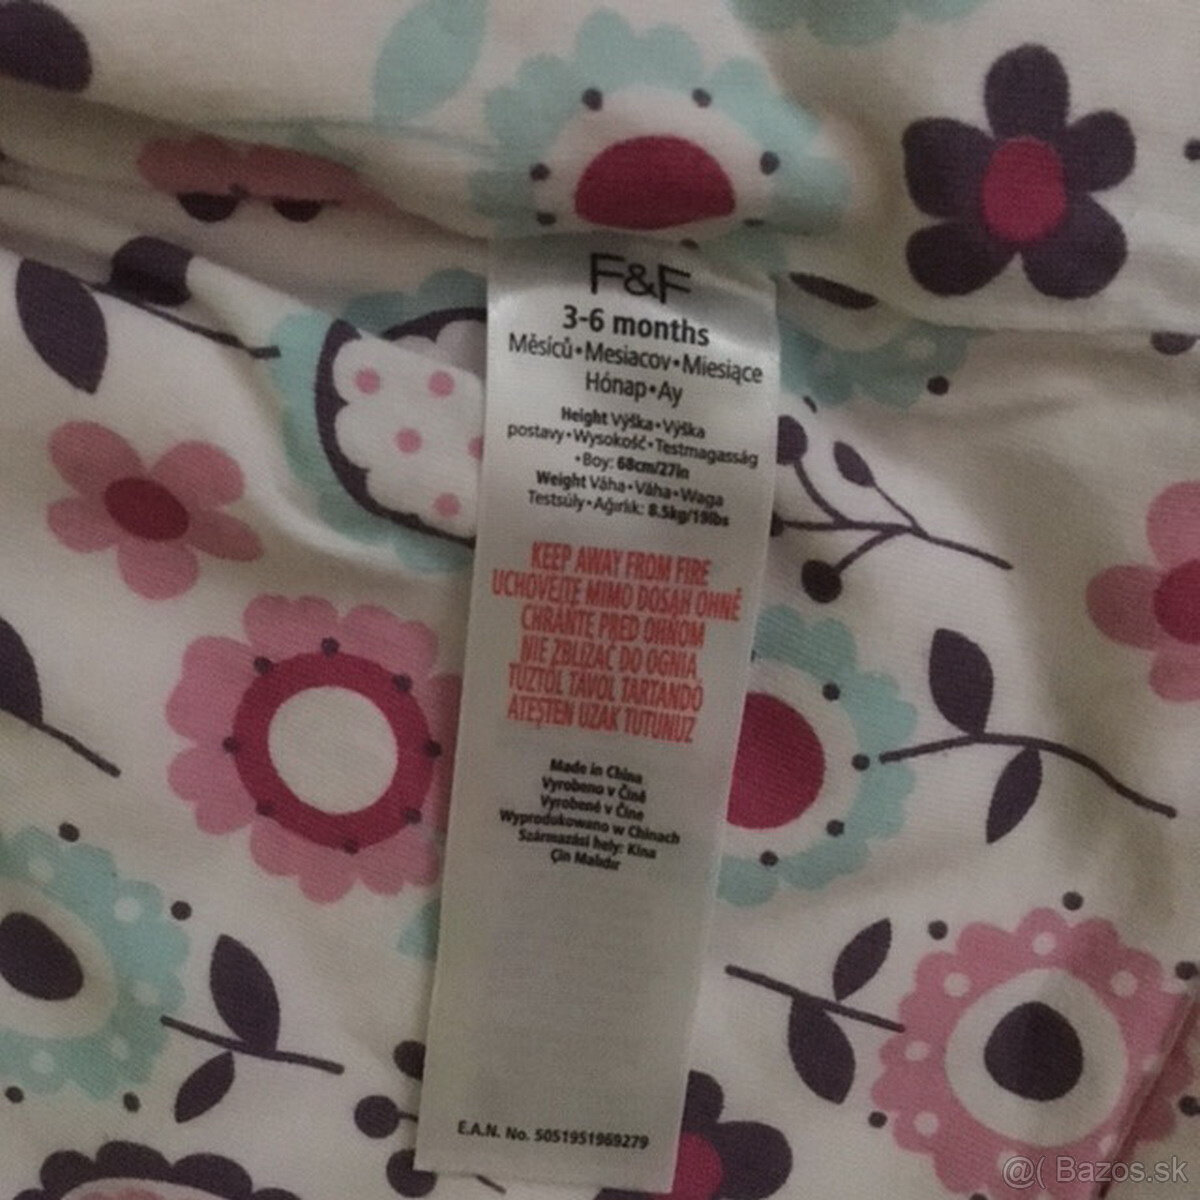 F&F
3-6 months
Měsíců•Mesiacov•Miesiące
Hónap•Ay
Height Výška•Výška
postavy•Wysokość•Testmagasság
•Boy: 68cm/27in
Weight Váha•Váha•Waga
Testsúly•Ağırlık: 8.5kg/19lbs
KEEP AWAY FROM FIRE
UCHOVEJTE MIMO DOSAH OHNĚ
CHRÁŇTE PRED OHŇOM
NIE ZBLIŻAĆ DO OGNIA
TŰZTŐL TÁVOL TARTANDÓ
ATEŞTEN UZAK TUTUNUZ
Made in China
Vyrobeno v Číně
Vyrobené v Číne
Wyprodukowano w Chinach
Származási hely: Kína
Çin Malıdır
E.A.N. No. 5051951969279
@( Bazos.sk